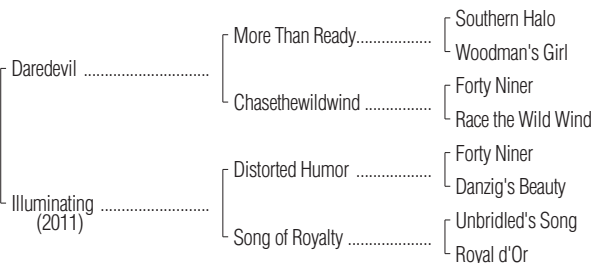 Southern Halo
More Than Ready..................
Woodman's Girl
Daredevil ..............................
Forty Niner
Chasethewildwind ................
Race the Wild Wind
Forty Niner
Distorted Humor ..................
Danzig's Beauty
Illuminating ..........................
(2011)
Unbridled's Song
Song of Royalty ....................
Royal d'Or